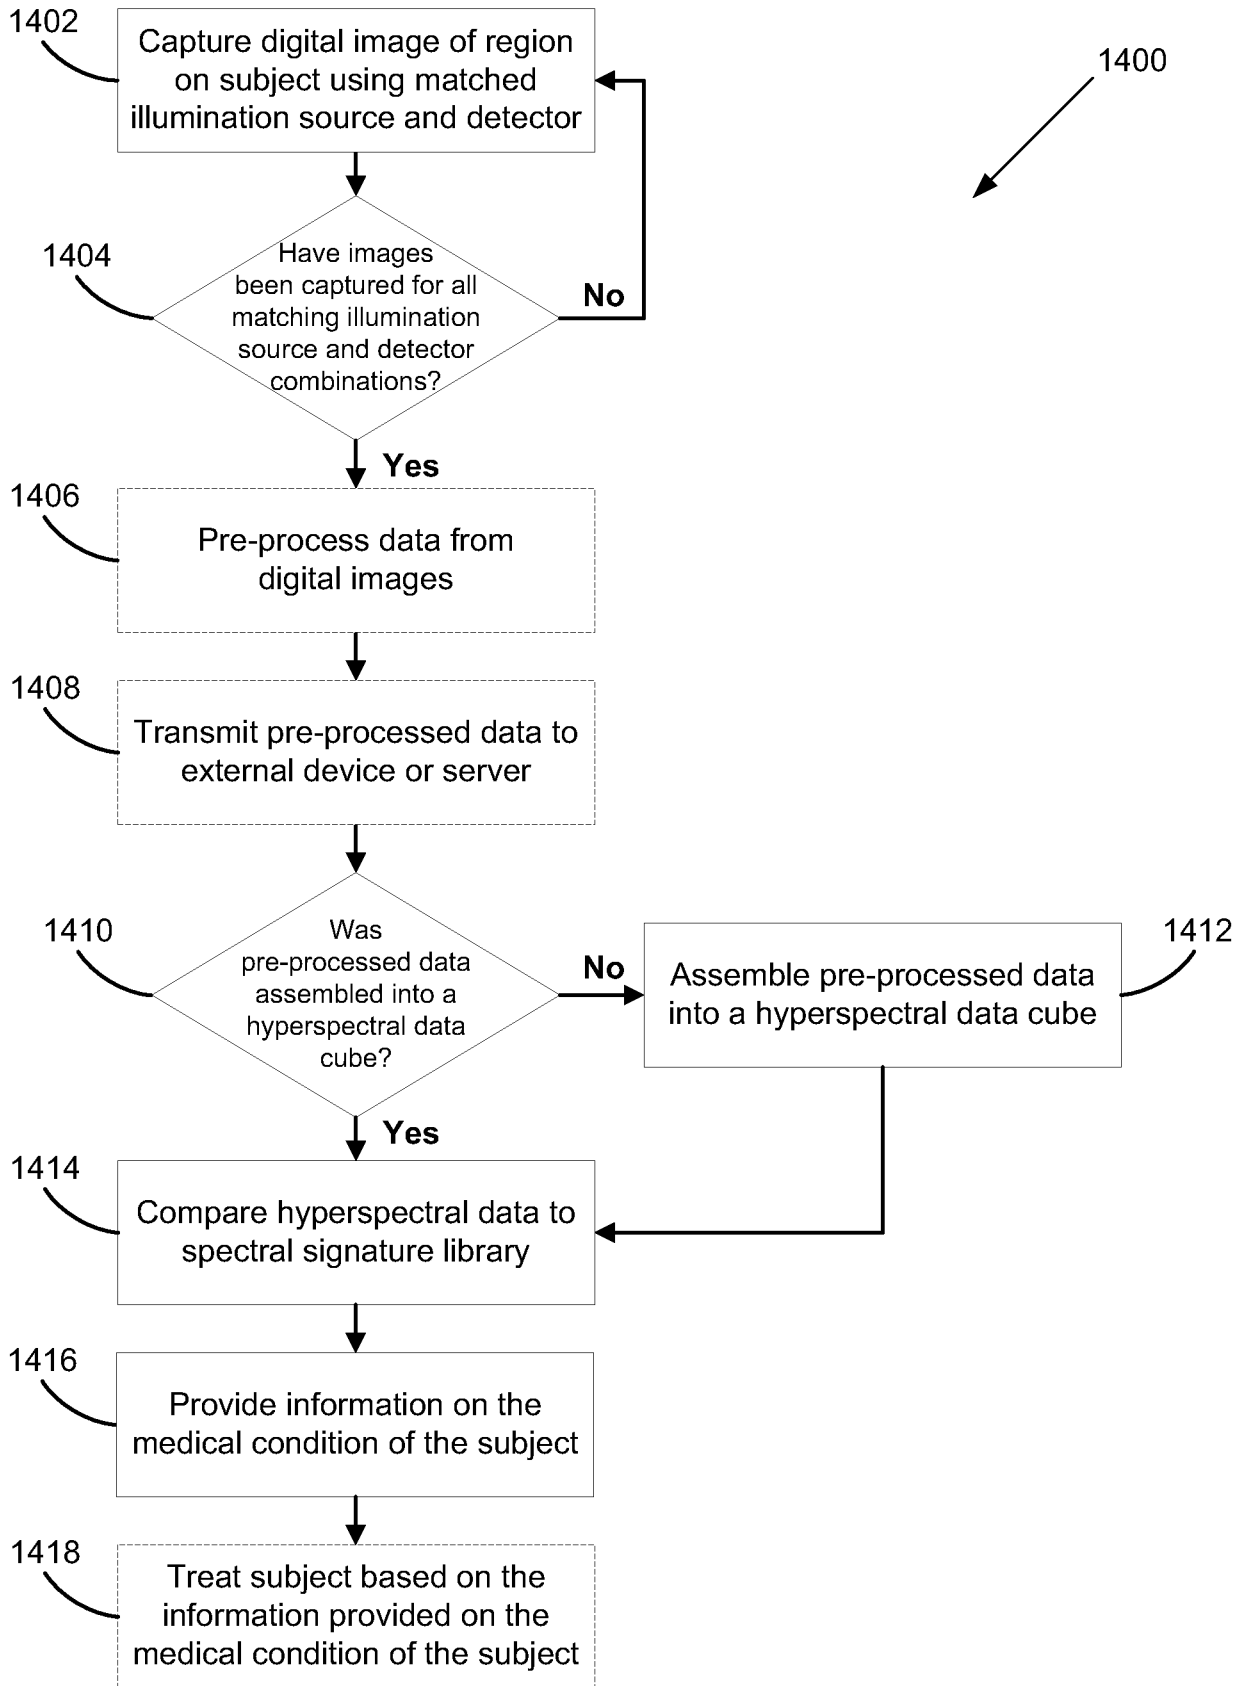 1402
Capture digital image of region
on subject using matched
illumination source and detector
1400
1404
Have images
been captured for all
matching illumination
source and detector
combinations?
No
Yes
1406
Pre-process data from
digital images
1408
Transmit pre-processed data to
external device or server
1410
Was
pre-processed data
assembled into a
hyperspectral data
cube?
No
1412
Assemble pre-processed data
into a hyperspectral data cube
Yes
1414
Compare hyperspectral data to
spectral signature library
1416
Provide information on the
medical condition of the subject
1418
Treat subject based on the
information provided on the
medical condition of the subject